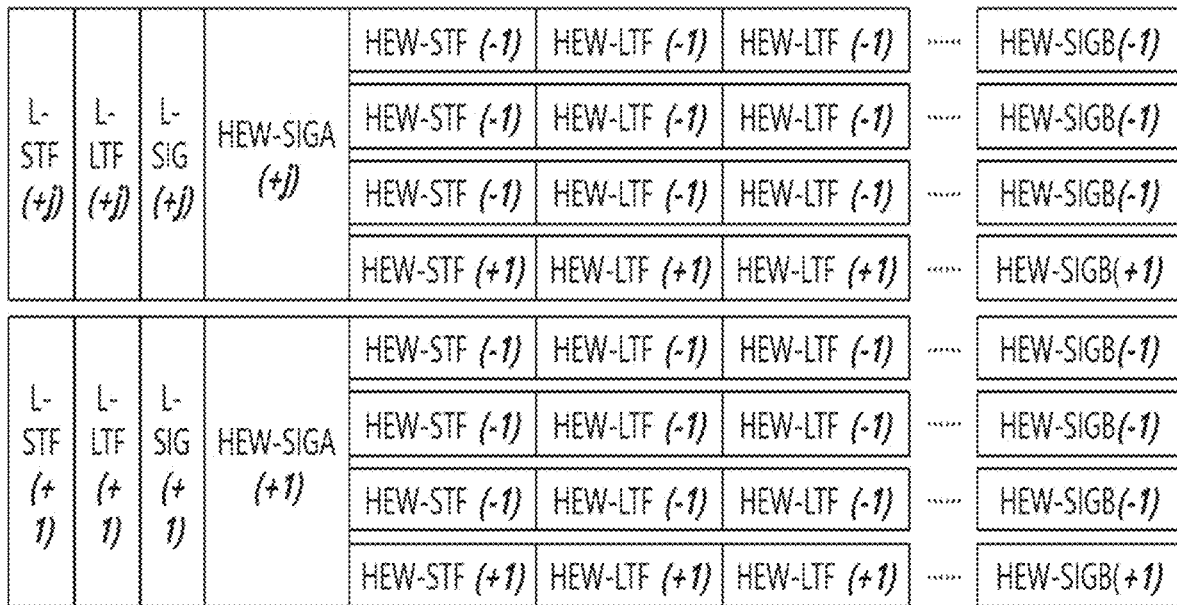 L-
STF
(+j)
L-
LTF
(+j)
L-
SIG
(+j)
HEW-SIGA
(+j)
HEW-STF (-1) HEW-LTF (-1) HEW-LTF (-1) ...... HEW-SIGB(-1)
HEW-STF (-1) HEW-LTF (-1) HEW-LTF (-1) ...... HEW-SIGB(-1)
HEW-STF (-1) HEW-LTF (-1) HEW-LTF (-1) ...... HEW-SIGB(-1)
HEW-STF (+1) HEW-LTF (+1) HEW-LTF (+1) ...... HEW-SIGB(+1)
L-
STF
(+
1)
L-
LTF
(+
1)
L-
SIG
(+
1)
HEW-SIGA
(+1)
HEW-STF (-1) HEW-LTF (-1) HEW-LTF (-1) ...... HEW-SIGB(-1)
HEW-STF (-1) HEW-LTF (-1) HEW-LTF (-1) ...... HEW-SIGB(-1)
HEW-STF (-1) HEW-LTF (-1) HEW-LTF (-1) ...... HEW-SIGB(-1)
HEW-STF (+1) HEW-LTF (+1) HEW-LTF (+1) ...... HEW-SIGB(+1)